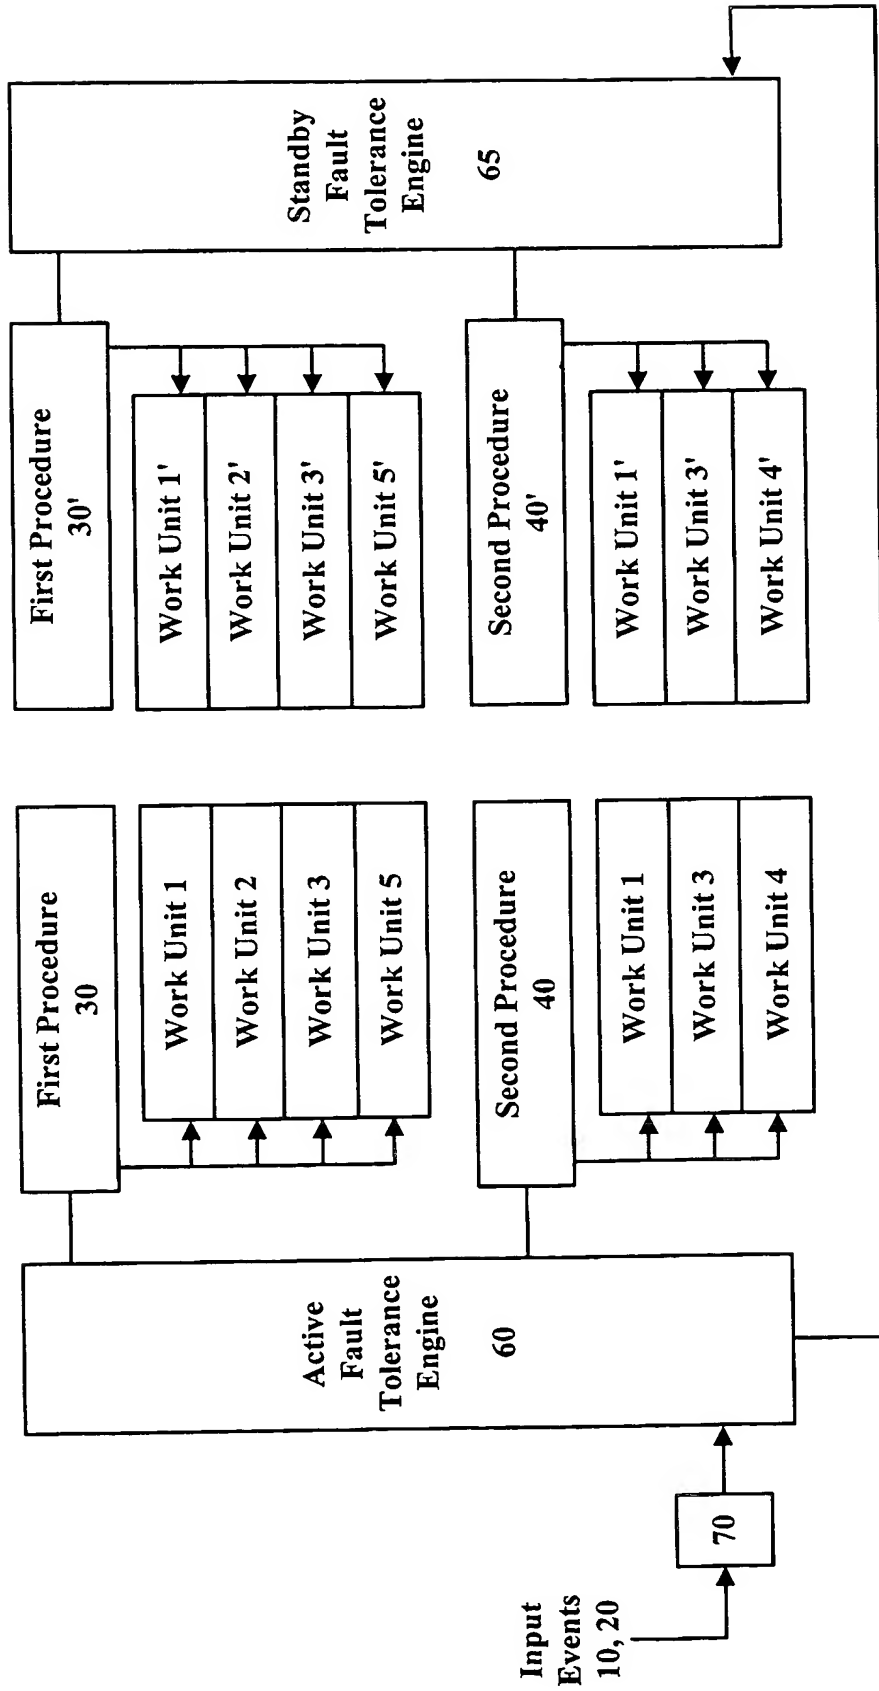 Input
Events
10, 20
70
Active
Fault
Tolerance
Engine
60
First Procedure
30
Work Unit 1
Work Unit 2
Work Unit 3
Work Unit 5
Second Procedure
40
Work Unit 1
Work Unit 3
Work Unit 4
First Procedure
30'
Work Unit 1'
Work Unit 2'
Work Unit 3'
Work Unit 5'
Second Procedure
40'
Work Unit 1'
Work Unit 3'
Work Unit 4'
Standby
Fault
Tolerance
Engine
65